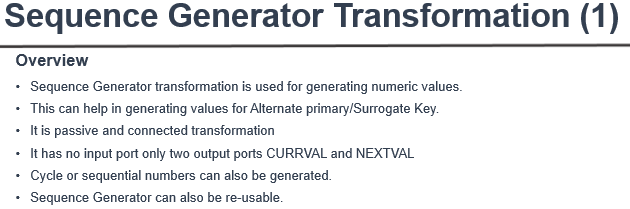 Sequence Generator Transformation (1)
Overview
• Sequence Generator transformation is used for generating numeric values.
• This can help in generating values for Alternate primary/Surrogate Key.
• It is passive and connected transformation
• It has no input port only two output ports CURRVAL and NEXTVAL
• Cycle or sequential numbers can also be generated.
• Sequence Generator can also be re-usable.